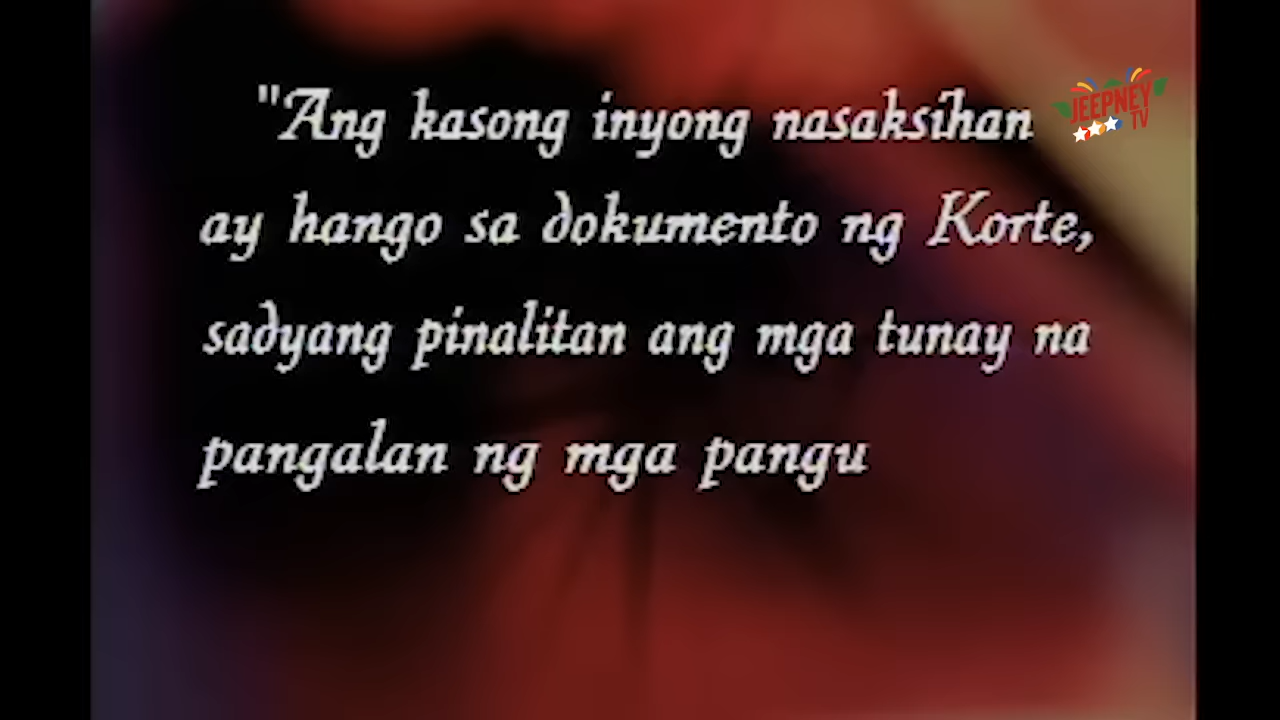 "Ang kasong inyong nasaksihan
ay hango sa dokumento ng Korte,
sadyang pinalitan ang mga tunay na
pangalan ng mga pangu
JEEPNEY
TV